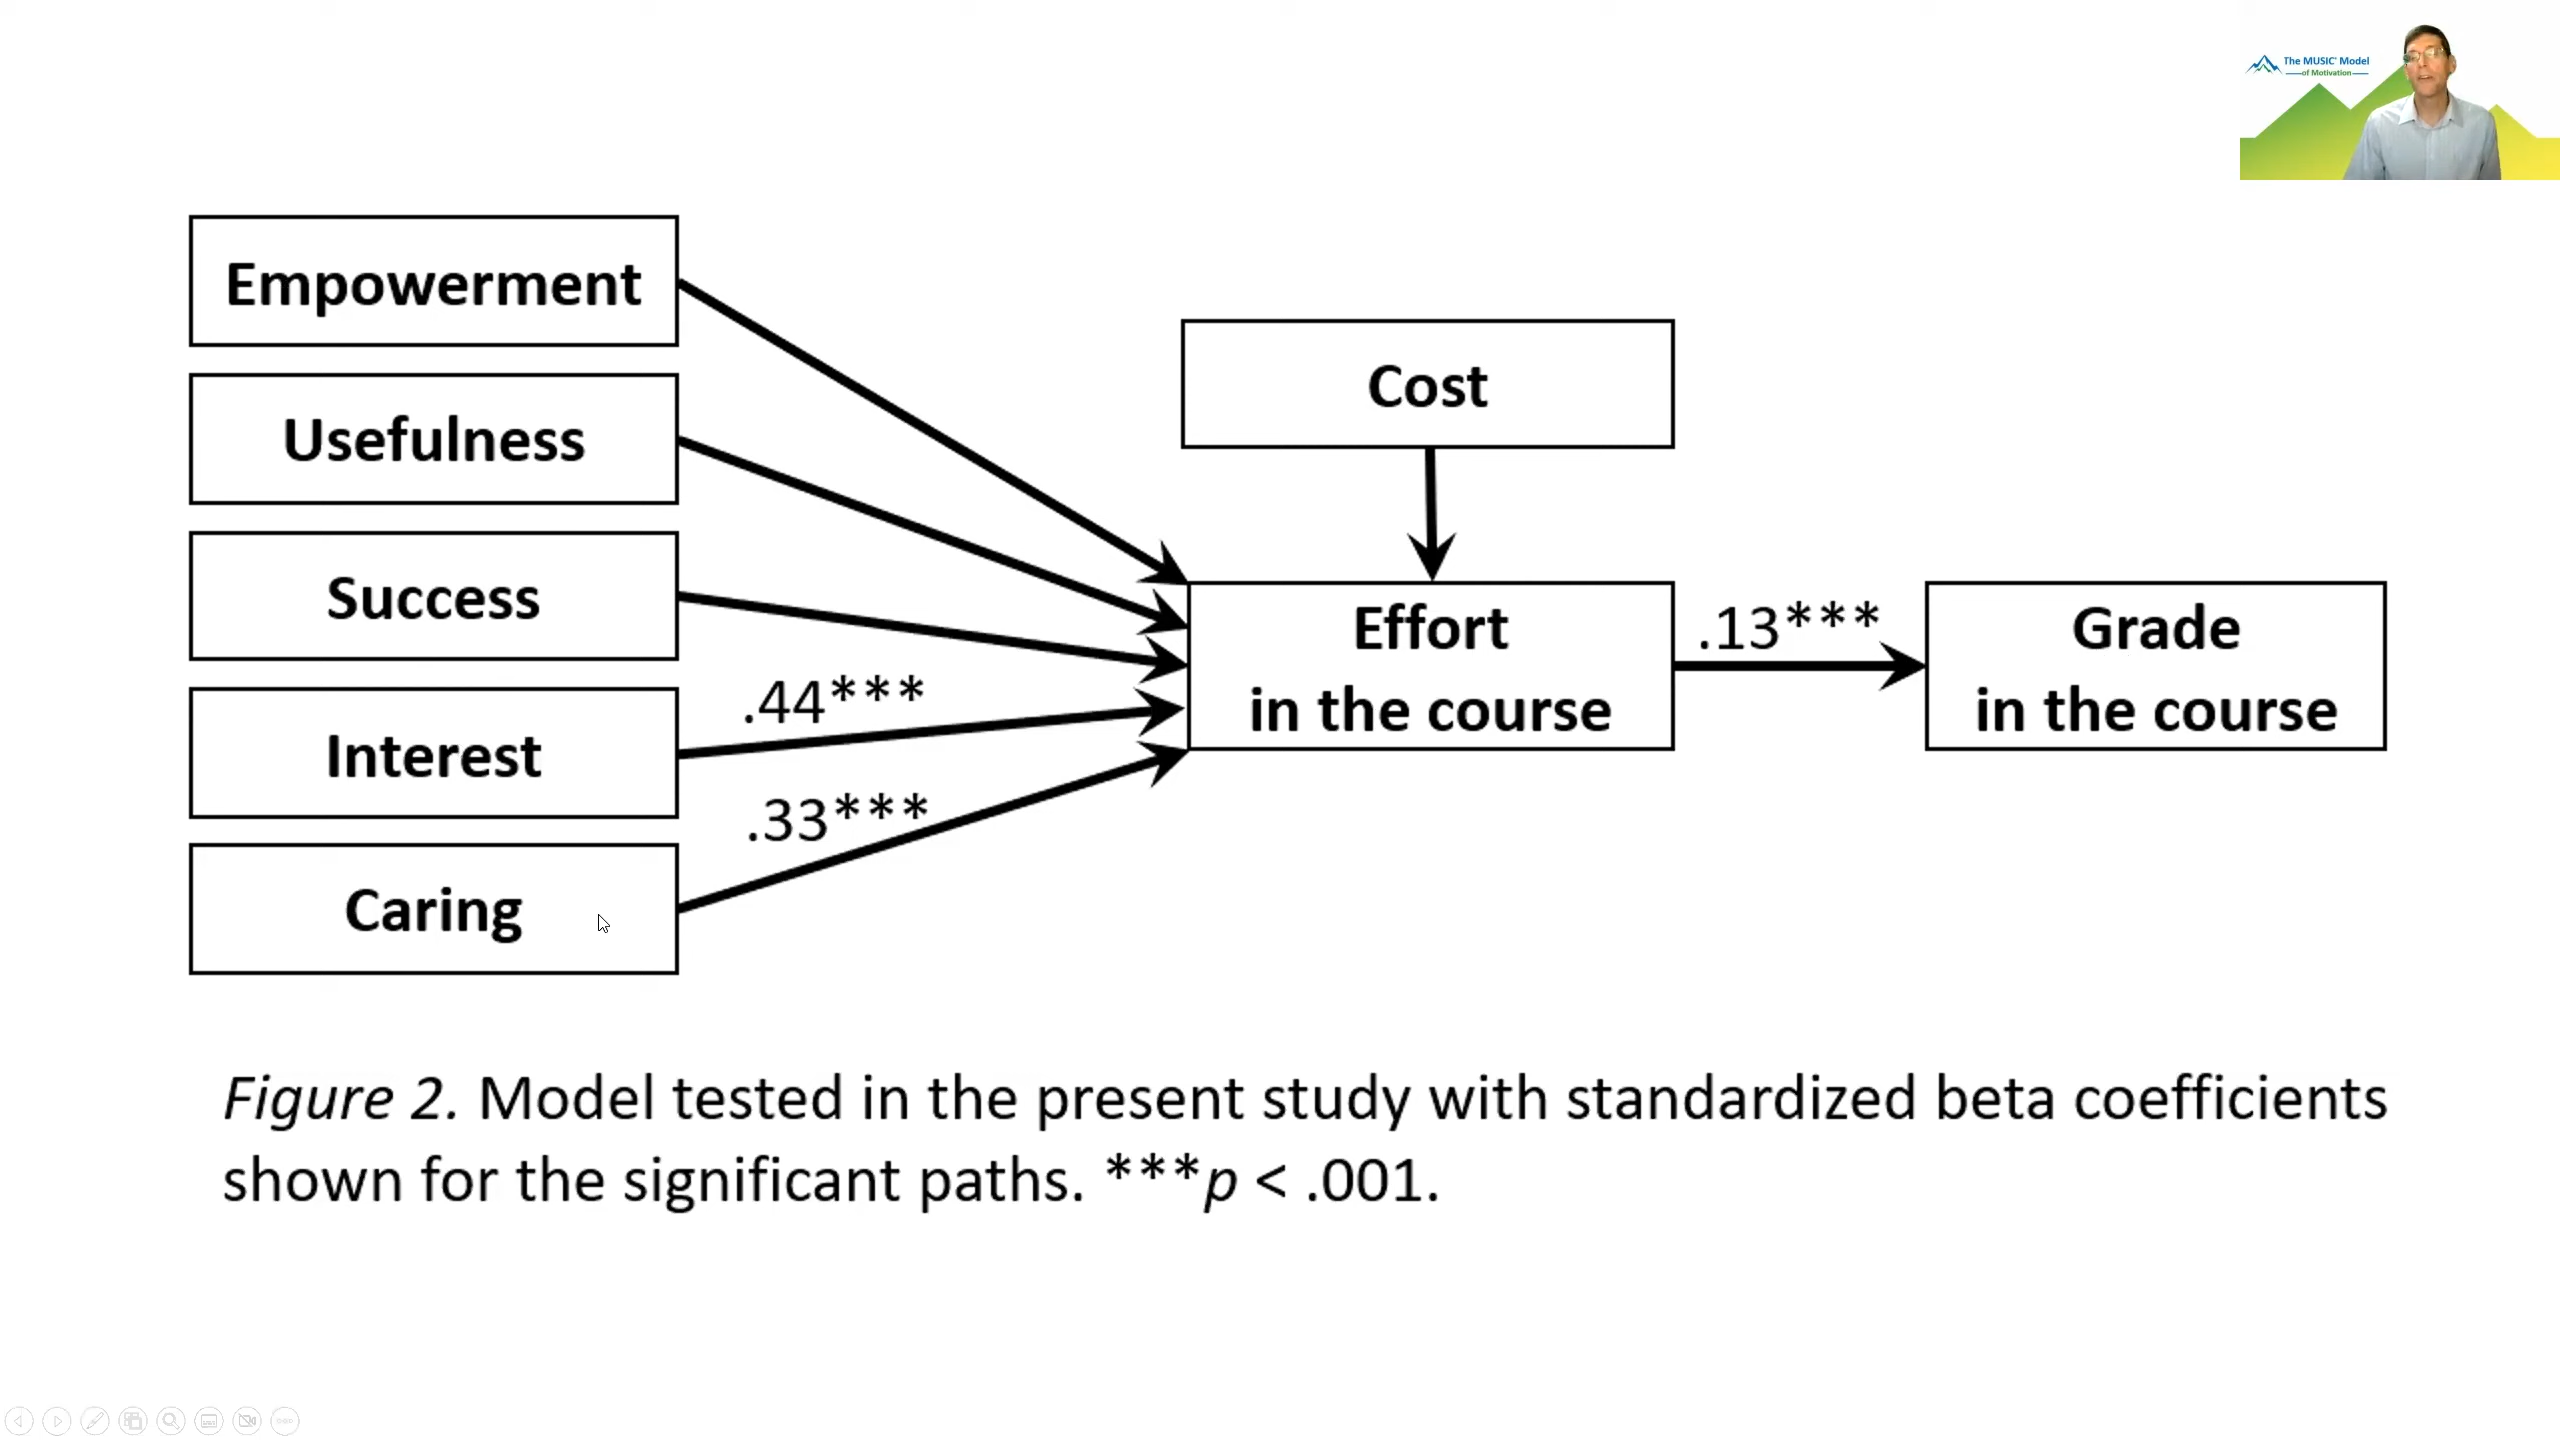 The MUSIC® Model
of Motivation
Empowerment
Usefulness
Success
Interest
Caring
Cost
.44***
.33***
Effort
in the course
.13***
Grade
in the course
Figure 2. Model tested in the present study with standardized beta coefficients
shown for the significant paths. ***p < .001.